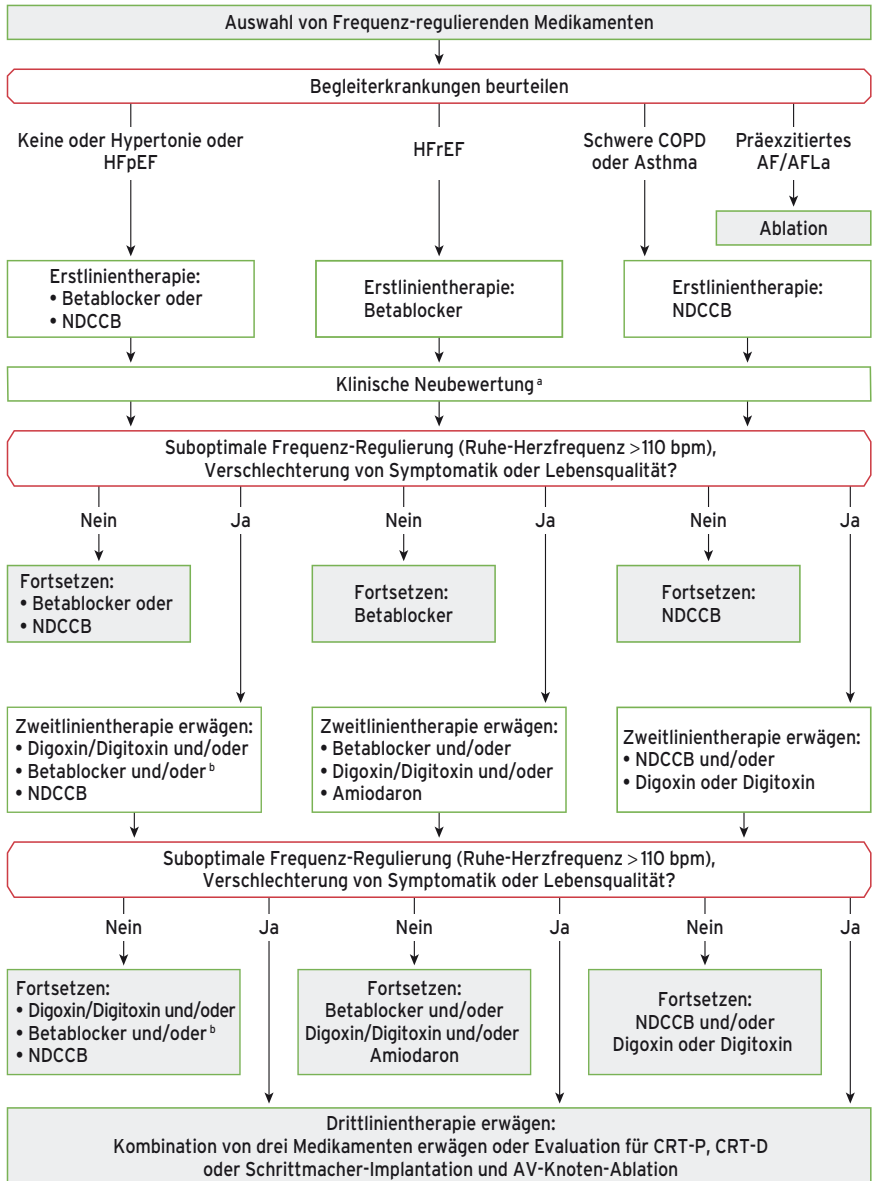 Auswahl von Frequenz-regulierenden Medikamenten
Begleiterkrankungen beurteilen
Keine oder Hypertonie oder
HFpEF
HFrEF
Schwere COPD
oder Asthma
Präexzitiertes
AF/AFLa
Ablation
Erstlinientherapie:
• Betablocker oder
• NDCCB
Erstlinientherapie:
Betablocker
Erstlinientherapie:
NDCCB
Klinische Neubewertung a
Suboptimale Frequenz-Regulierung (Ruhe-Herzfrequenz >110 bpm),
Verschlechterung von Symptomatik oder Lebensqualität?
Nein
Ja
Nein
Ja
Nein
Ja
Fortsetzen:
• Betablocker oder
• NDCCB
Fortsetzen:
Betablocker
Fortsetzen:
NDCCB
Zweitlinientherapie erwägen:
• Digoxin/Digitoxin und/oder
• Betablocker und/oder b
• NDCCB
Zweitlinientherapie erwägen:
• Betablocker und/oder
• Digoxin/Digitoxin und/oder
• Amiodaron
Zweitlinientherapie erwägen:
• NDCCB und/oder
• Digoxin oder Digitoxin
Suboptimale Frequenz-Regulierung (Ruhe-Herzfrequenz >110 bpm),
Verschlechterung von Symptomatik oder Lebensqualität?
Nein
Ja
Nein
Ja
Nein
Ja
Fortsetzen:
• Digoxin/Digitoxin und/oder
• Betablocker und/oder b
• NDCCB
Fortsetzen:
Betablocker und/oder
Digoxin/Digitoxin und/oder
Amiodaron
Fortsetzen:
NDCCB und/oder
Digoxin oder Digitoxin
Drittlinientherapie erwägen:
Kombination von drei Medikamenten erwägen oder Evaluation für CRT-P, CRT-D
oder Schrittmacher-Implantation und AV-Knoten-Ablation